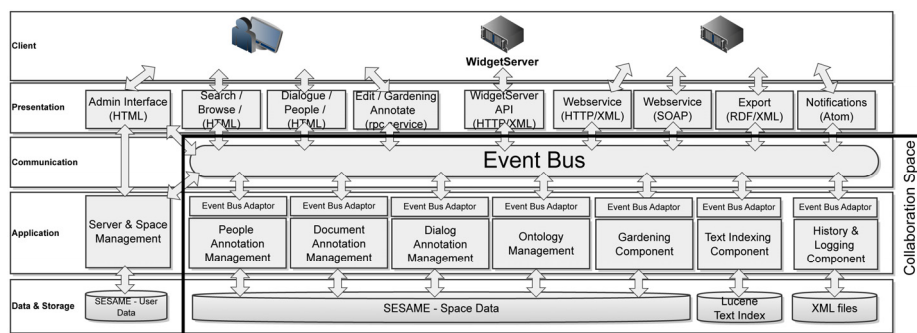 Client
WidgetServer
Presentation
Admin Interface
(HTML)
Search /
Browse /
(HTML)
Dialogue /
People /
(HTML)
Edit / Gardening
Annotate
(rpc service)
WidgetServer
API
(HTTP/XML)
Webservice
(HTTP/XML)
Webservice
(SOAP)
Export
(RDF/XML)
Notifications
(Atom)
Communication
Event Bus
Collaboration Space
Application
Server & Space
Management
Event Bus Adaptor
People
Annotation
Management
Event Bus Adaptor
Document
Annotation
Management
Event Bus Adaptor
Dialog
Annotation
Management
Event Bus Adaptor
Ontology
Management
Event Bus Adaptor
Gardening
Component
Event Bus Adaptor
Text Indexing
Component
Event Bus Adaptor
History &
Logging
Component
Data & Storage
SESAME - User
Data
SESAME - Space Data
Lucene
Text Index
XML files